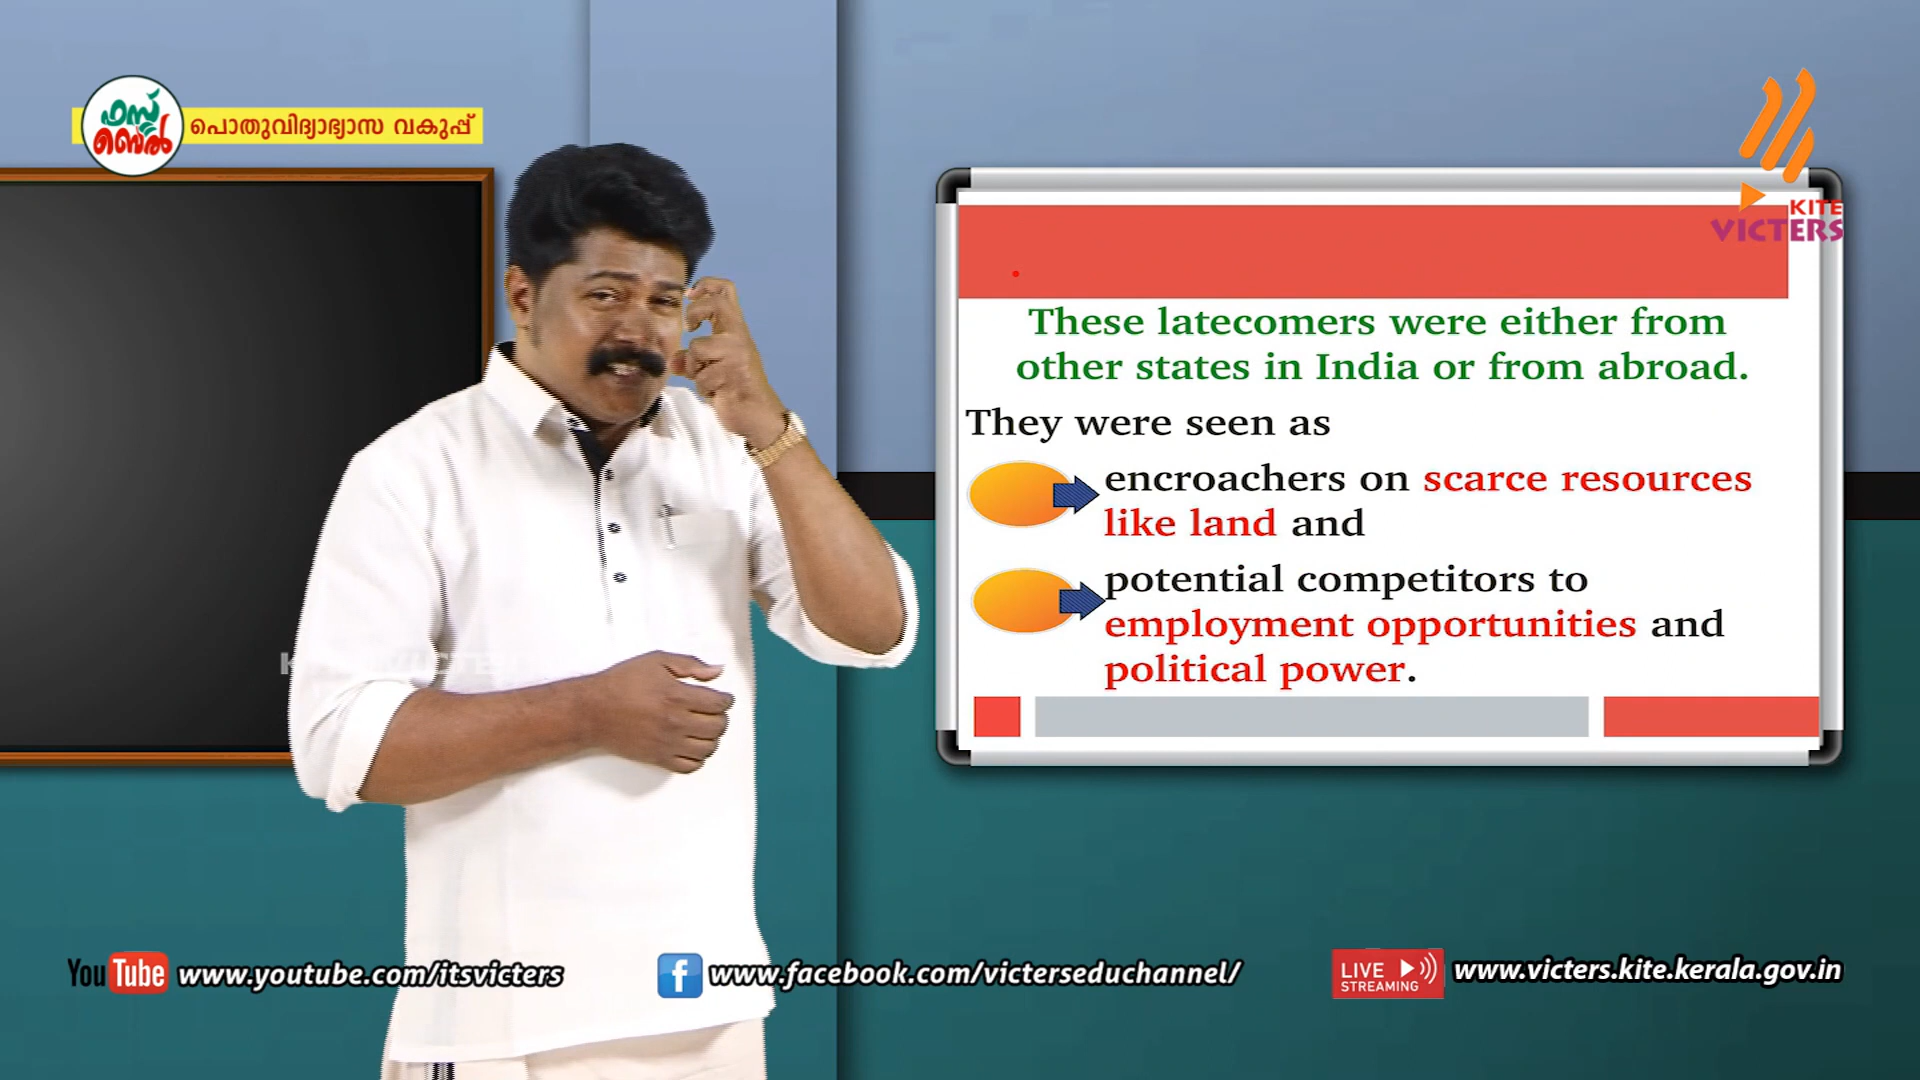 ഫസ്റ്റ്
ബെൽ
പൊതുവിദ്യാഭ്യാസ വകുപ്പ്
KITE
VICTERS
These latecomers were either from
other states in India or from abroad.
They were seen as
encroachers on scarce resources
like land and
potential competitors to
employment opportunities and
political power.
YouTube www.youtube.com/itsvicters
f www.facebook.com/victerseduchannel/
LIVE
STREAMING
www.victers.kite.kerala.gov.in